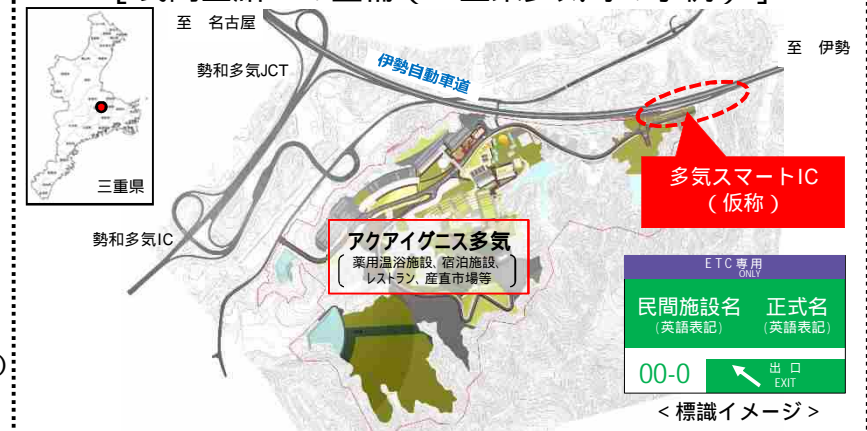 至 名古屋
至 伊勢
勢和多気JCT
伊勢自動車道
三重県
多気スマートIC
(仮称)
勢和多気IC
アクアイグニス多気
薬用温浴施設、宿泊施設、
レストラン、産直市場等
ETC専用
ONLY
民間施設名 正式名
(英語表記) (英語表記)
00-0 出口
EXIT
<標識イメージ>